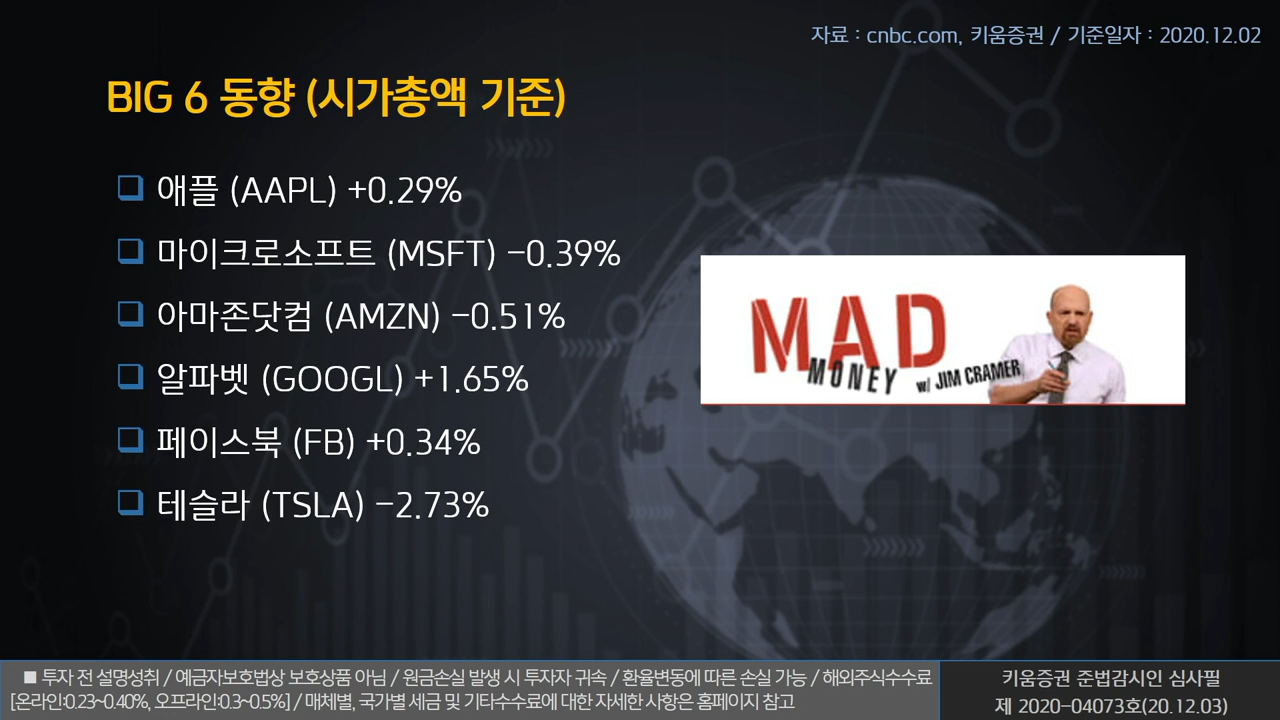 자료 : cnbc.com, 키움증권 / 기준일자 : 2020.12.02
BIG 6 동향 (시가총액 기준)
애플 (AAPL) +0.29%
마이크로소프트 (MSFT) -0.39%
아마존닷컴 (AMZN) -0.51%
알파벳 (GOOGL) +1.65%
페이스북 (FB) +0.34%
테슬라 (TSLA) -2.73%
MAD
MONEY w/ JIM CRAMER
■ 투자 전 설명청취 / 예금자보호법상 보호상품 아님 / 원금손실 발생 시 투자자 귀속 / 환율변동에 따른 손실 가능 / 해외주식수수료
[온라인:0.23~0.40%, 오프라인:0.3~0.5%] / 매체별, 국가별 세금 및 기타수수료에 대한 자세한 사항은 홈페이지 참고
키움증권 준법감시인 심사필
제 2020-04073호(20.12.03)